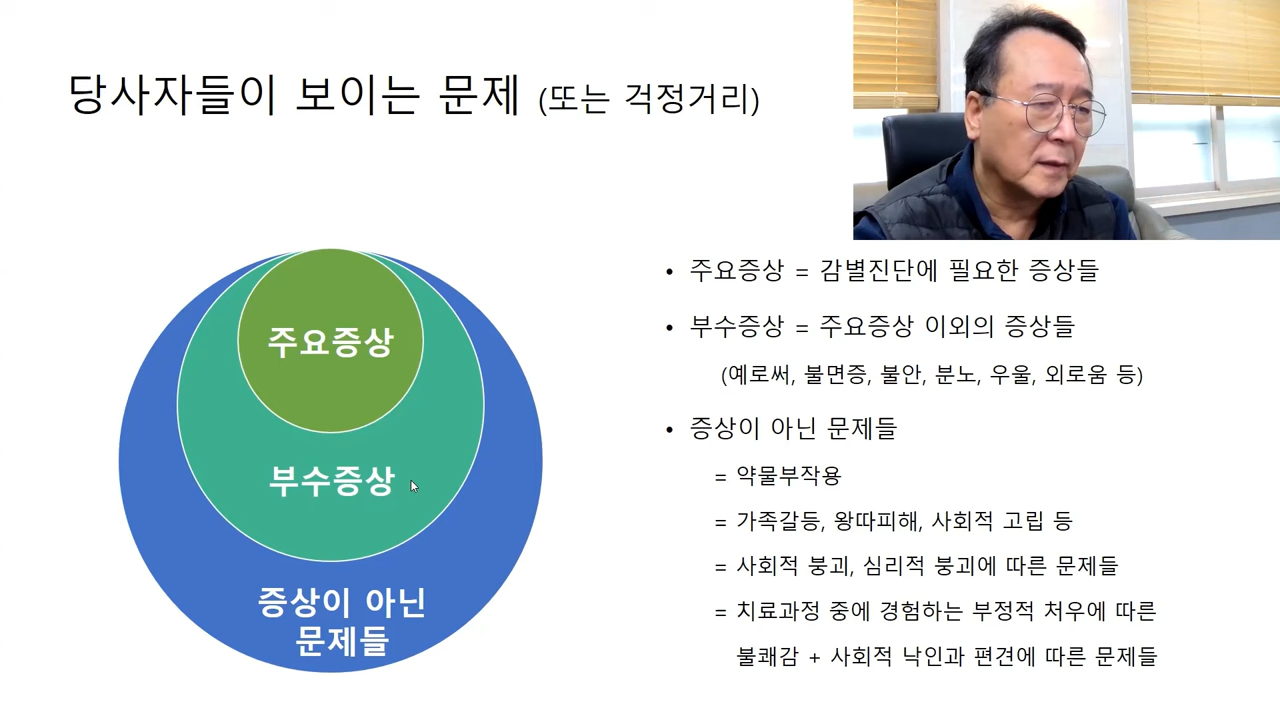 당사자들이 보이는 문제 (또는 걱정거리)
주요증상
부수증상
증상이 아닌
문제들
• 주요증상 = 감별진단에 필요한 증상들
• 부수증상 = 주요증상 이외의 증상들
(예로써, 불면증, 불안, 분노, 우울, 외로움 등)
• 증상이 아닌 문제들
= 약물부작용
= 가족갈등, 왕따피해, 사회적 고립 등
= 사회적 붕괴, 심리적 붕괴에 따른 문제들
= 치료과정 중에 경험하는 부정적 처우에 따른
불쾌감 + 사회적 낙인과 편견에 따른 문제들